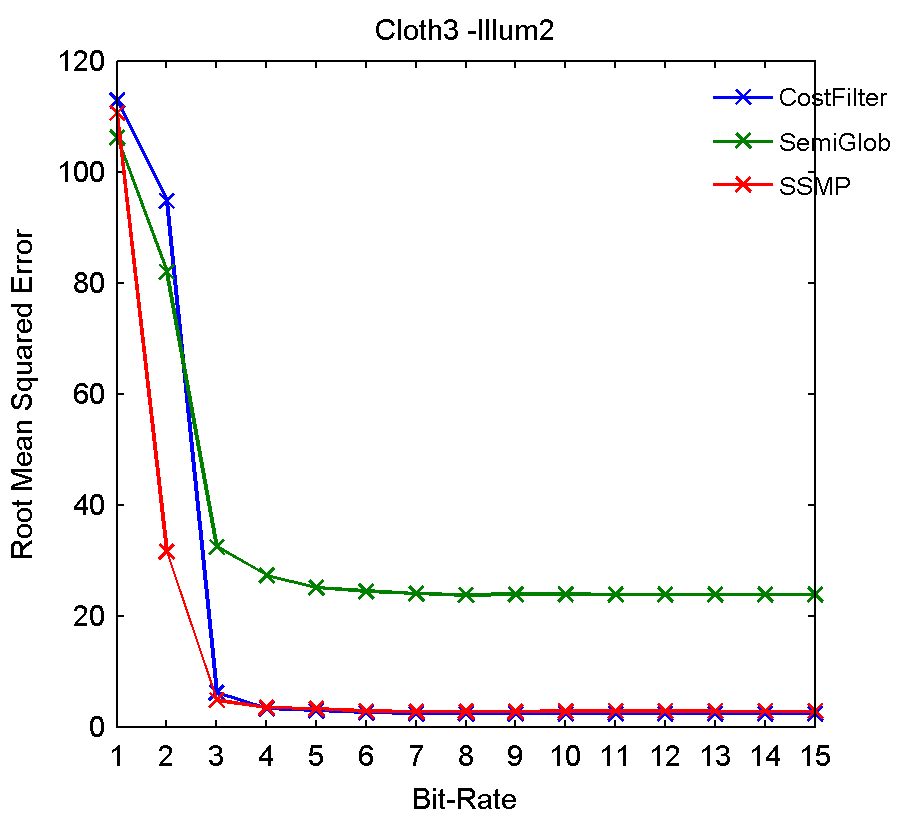 Cloth3 -Illum2
120
100
80
60
40
20
0
Root Mean Squared Error
CostFilter
SemiGlob
SSMP
1 2 3 4 5 6 7 8 9 10 11 12 13 14 15
Bit-Rate